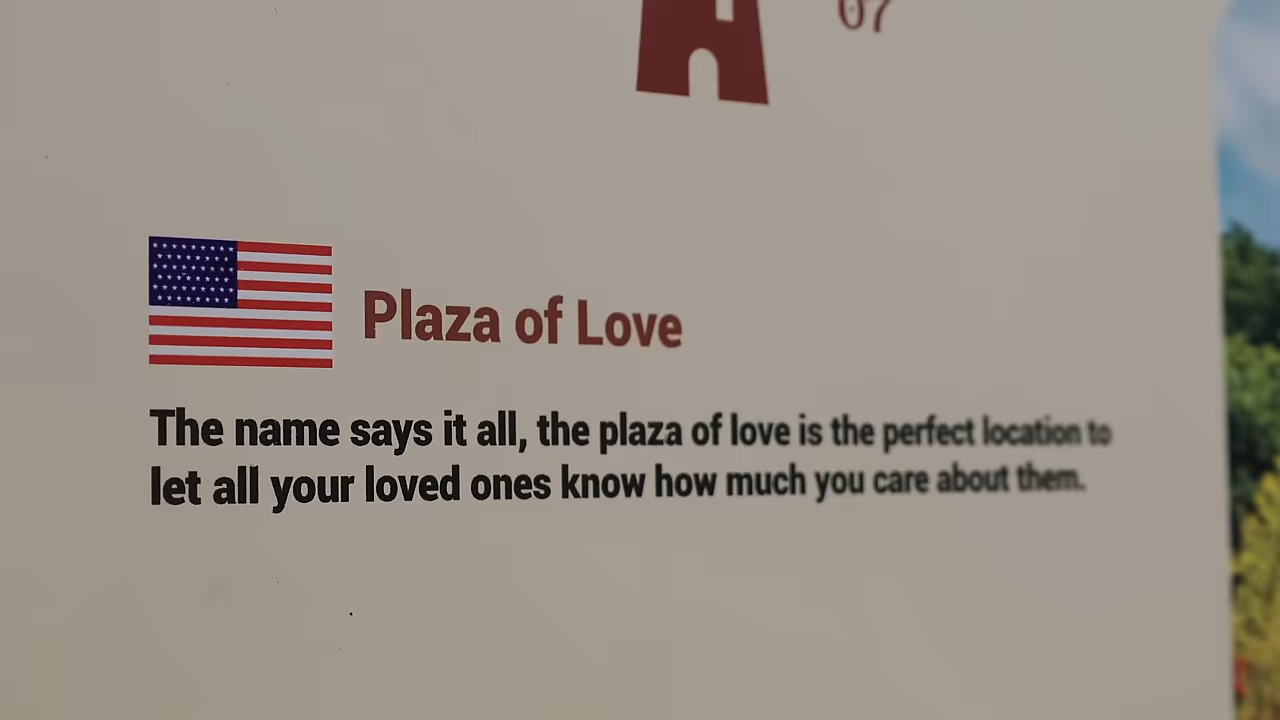 07
Plaza of Love
The name says it all, the plaza of love is the perfect location to
let all your loved ones know how much you care about them.